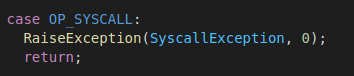 case OP_SYSCALL:
RaiseException(SyscallException, 0);
return;